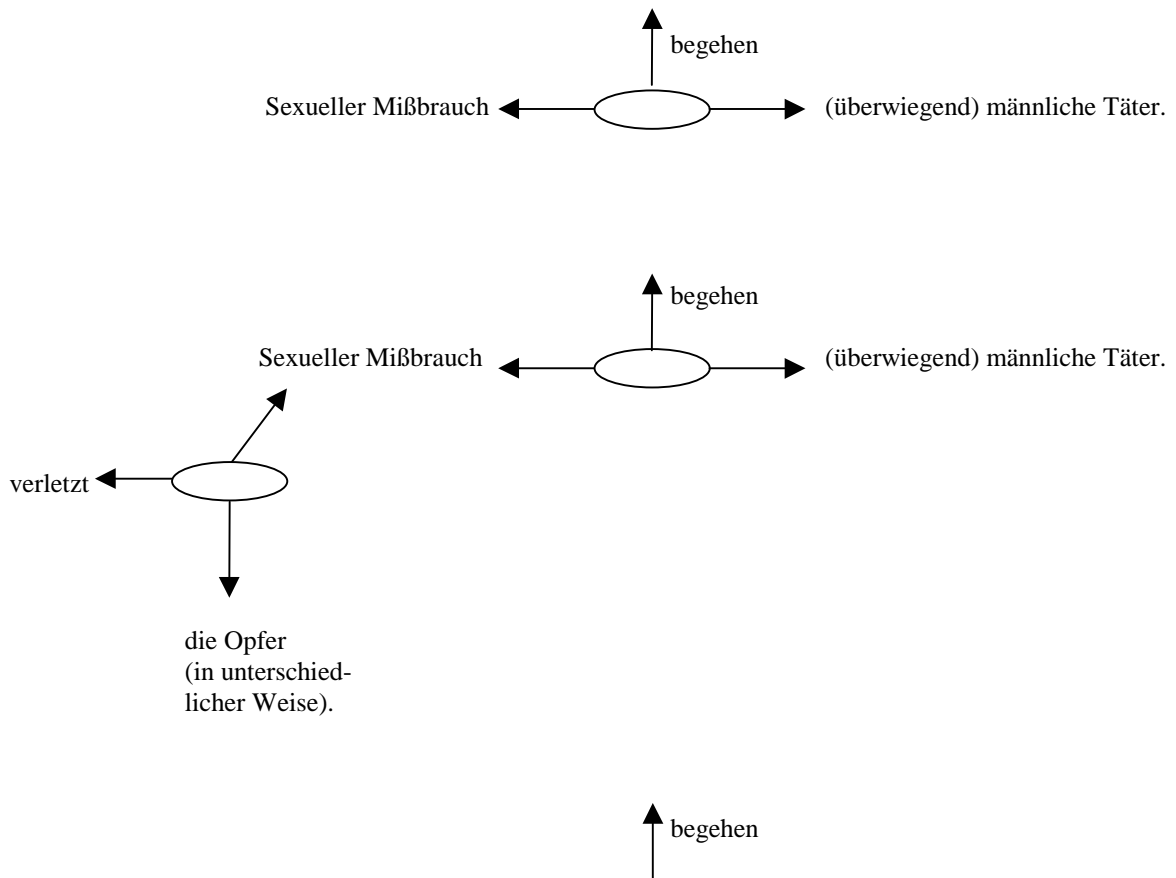 begehen
Sexueller Mißbrauch (überwiegend) männliche Täter.
begehen
Sexueller Mißbrauch (überwiegend) männliche Täter.
verletzt
die Opfer
(in unterschied-
licher Weise).
begehen